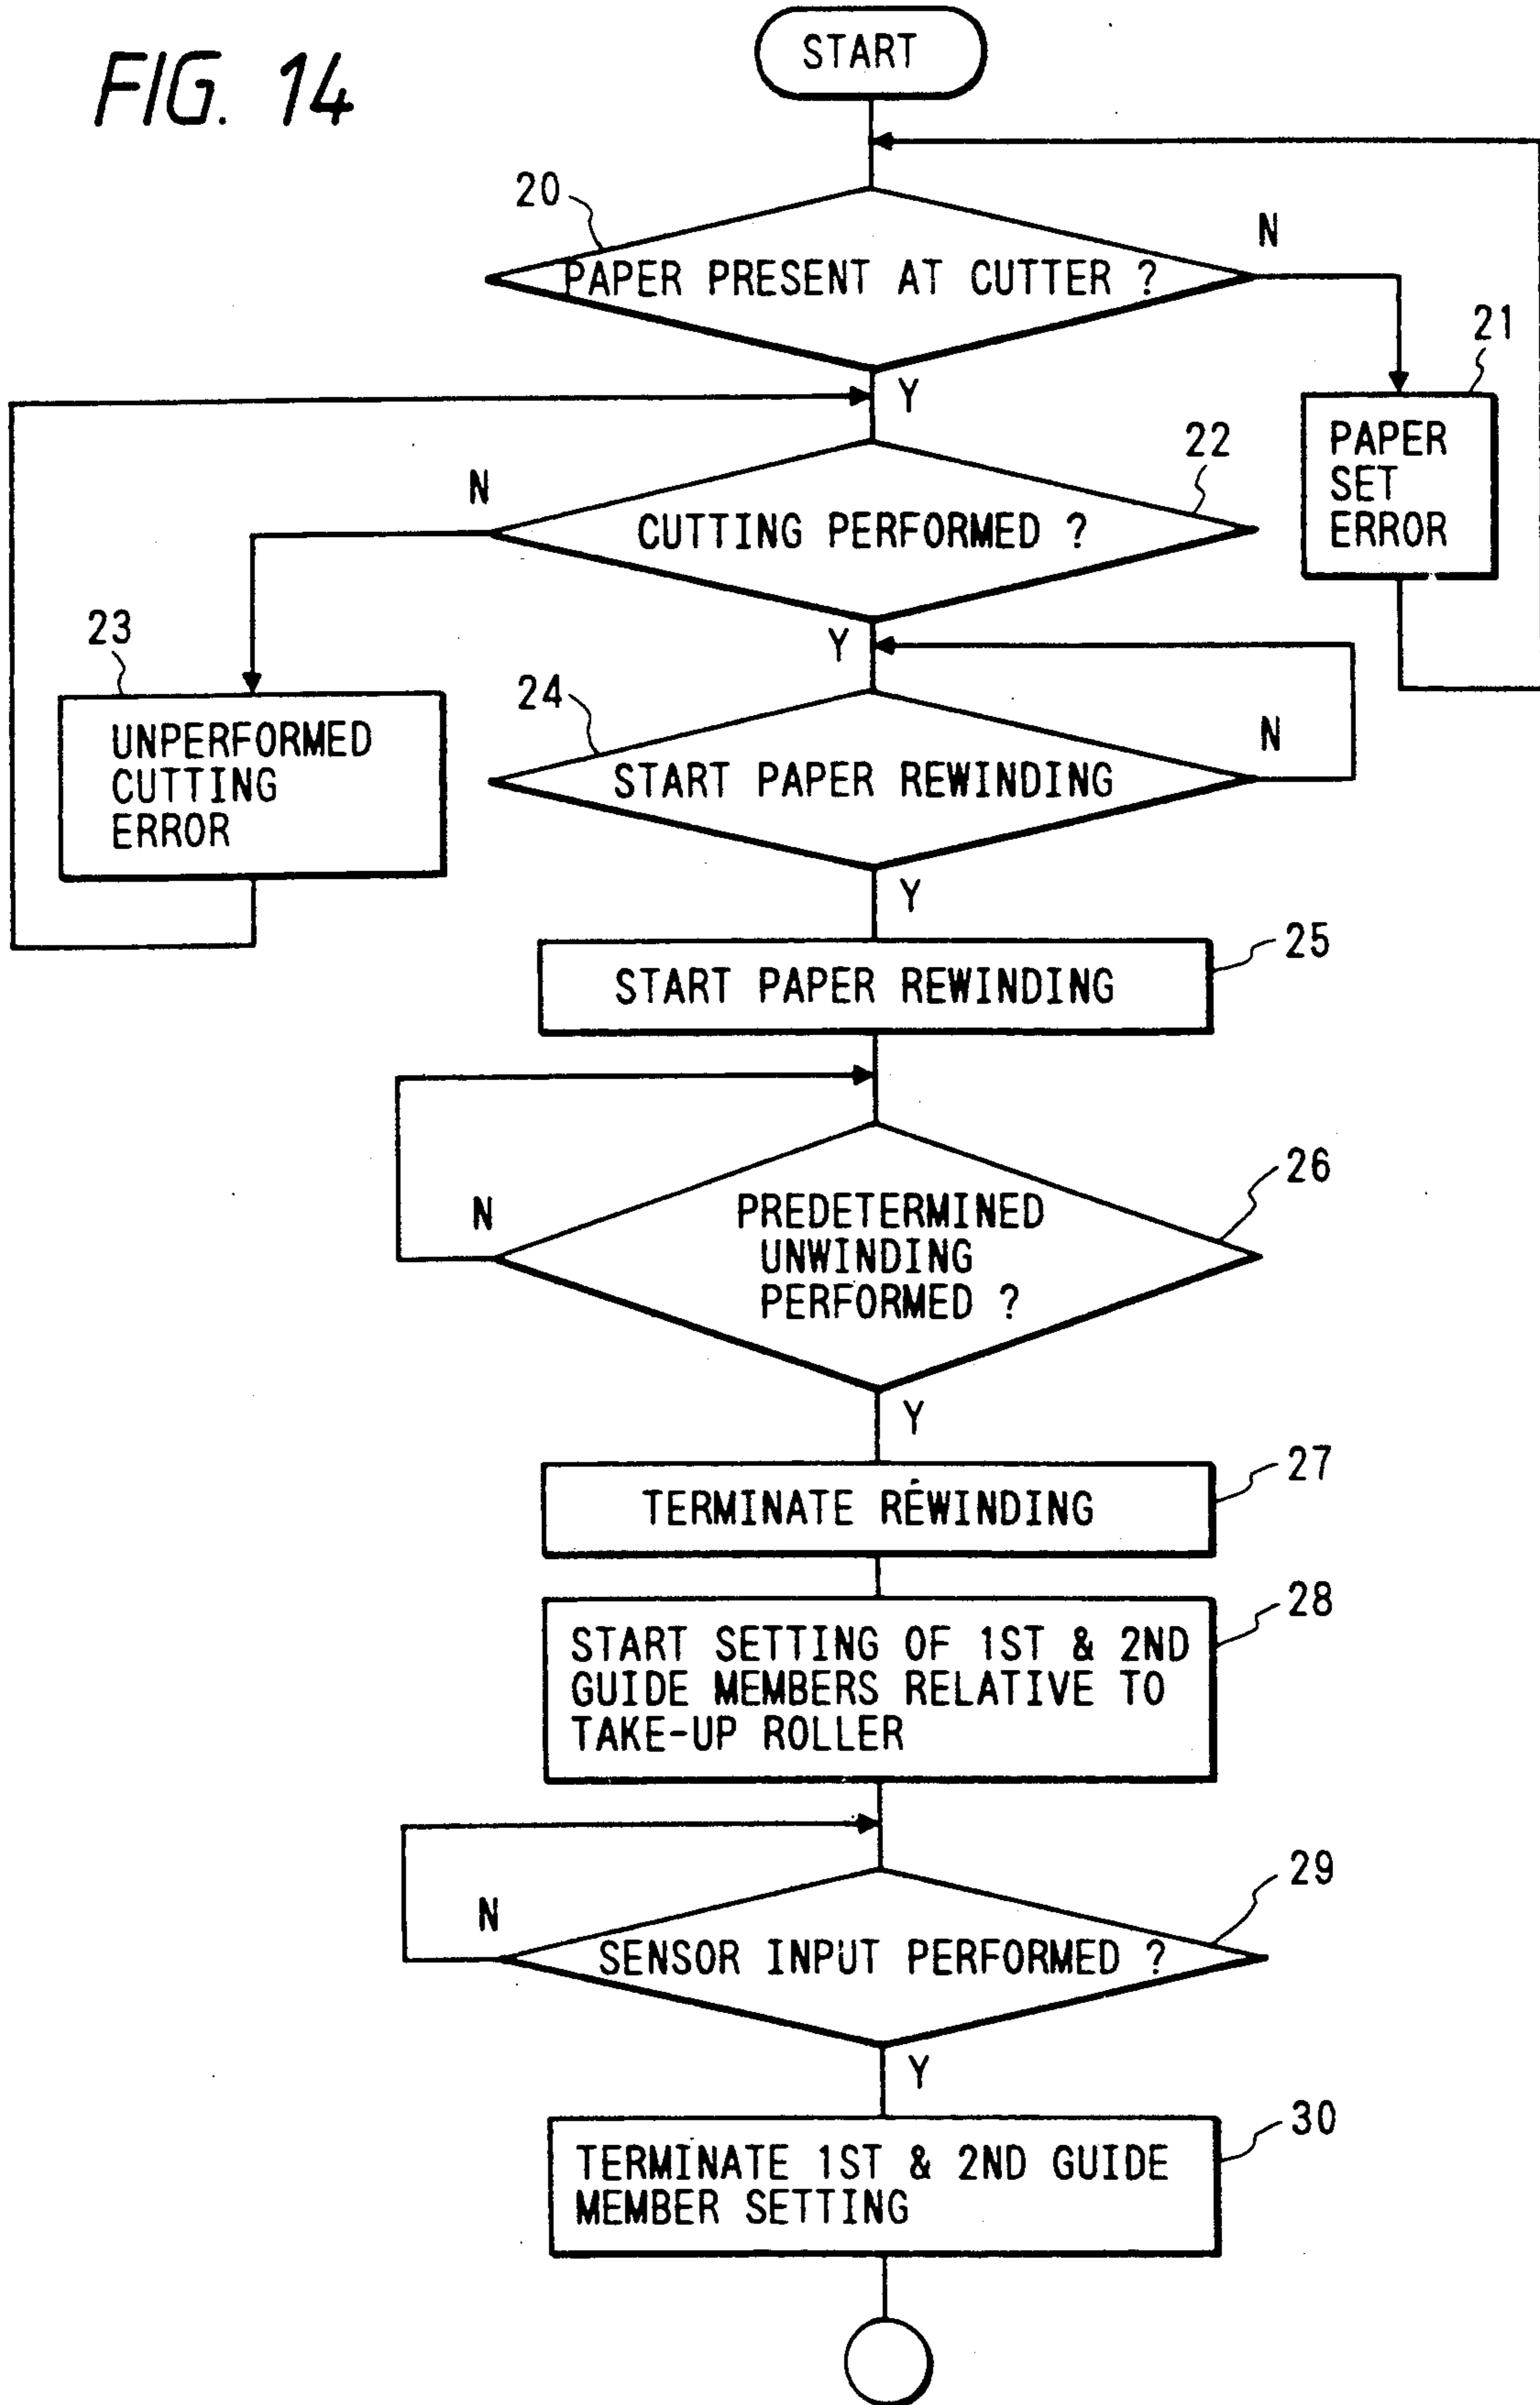 FIG. 14
START
20
PAPER PRESENT AT CUTTER ?
N
Y
21
PAPER
SET
ERROR
22
CUTTING PERFORMED ?
N
Y
23
UNPERFORMED
CUTTING
ERROR
24
START PAPER REWINDING
N
Y
25
START PAPER REWINDING
26
PREDETERMINED
UNWINDING
PERFORMED ?
N
Y
27
TERMINATE REWINDING
28
START SETTING OF 1ST & 2ND
GUIDE MEMBERS RELATIVE TO
TAKE-UP ROLLER
29
SENSOR INPUT PERFORMED ?
N
Y
30
TERMINATE 1ST & 2ND GUIDE
MEMBER SETTING